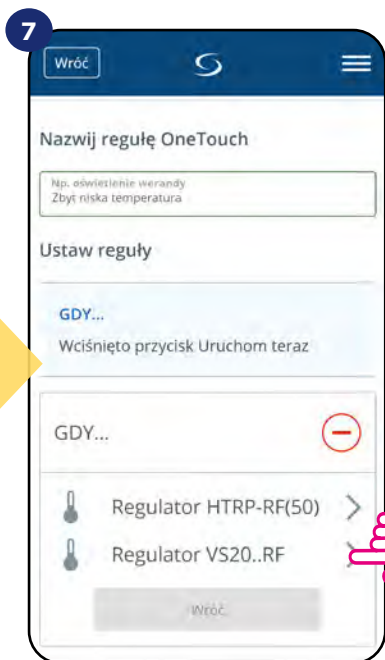 7
Wróć
Nazwij regułę OneTouch
Np. oświetlenie werandy
Zbyt niska temperatura
Ustaw reguły
GDY...
Wciśnięto przycisk Uruchom teraz
GDY...
Regulator HTRP-RF(50)
Regulator VS20..RF
Wróć